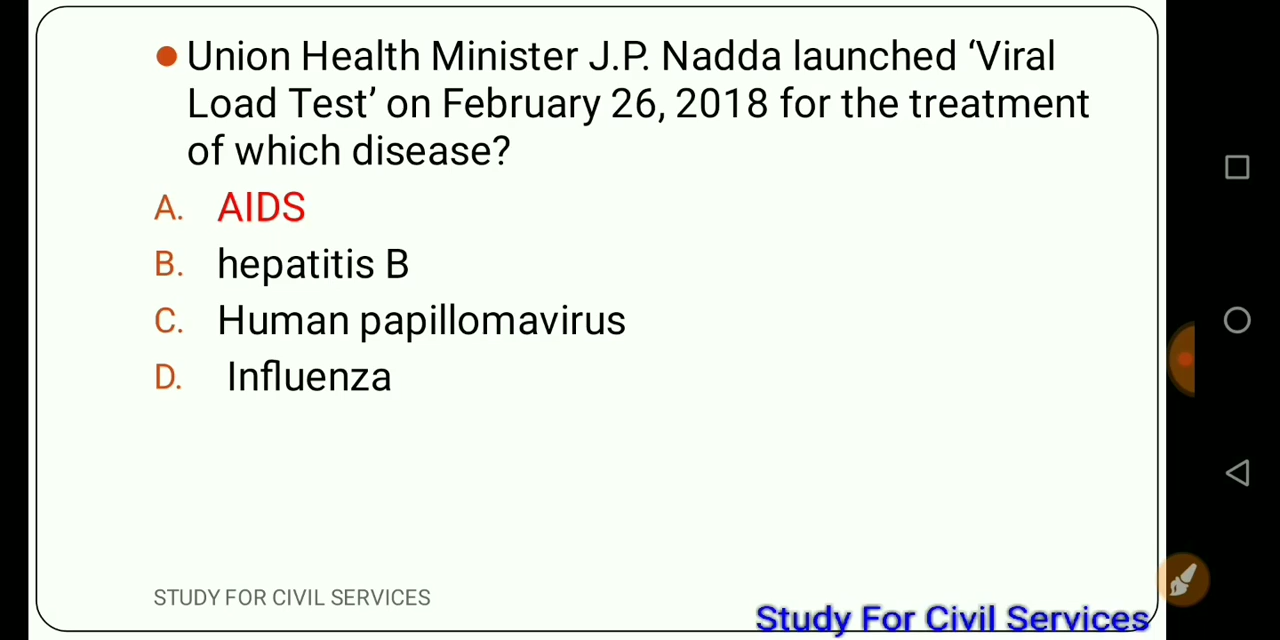 Union Health Minister J.P. Nadda launched ‘Viral
Load Test’ on February 26, 2018 for the treatment
of which disease?
A. AIDS
B. hepatitis B
C. Human papillomavirus
D. Influenza
STUDY FOR CIVIL SERVICES
Study For Civil Services